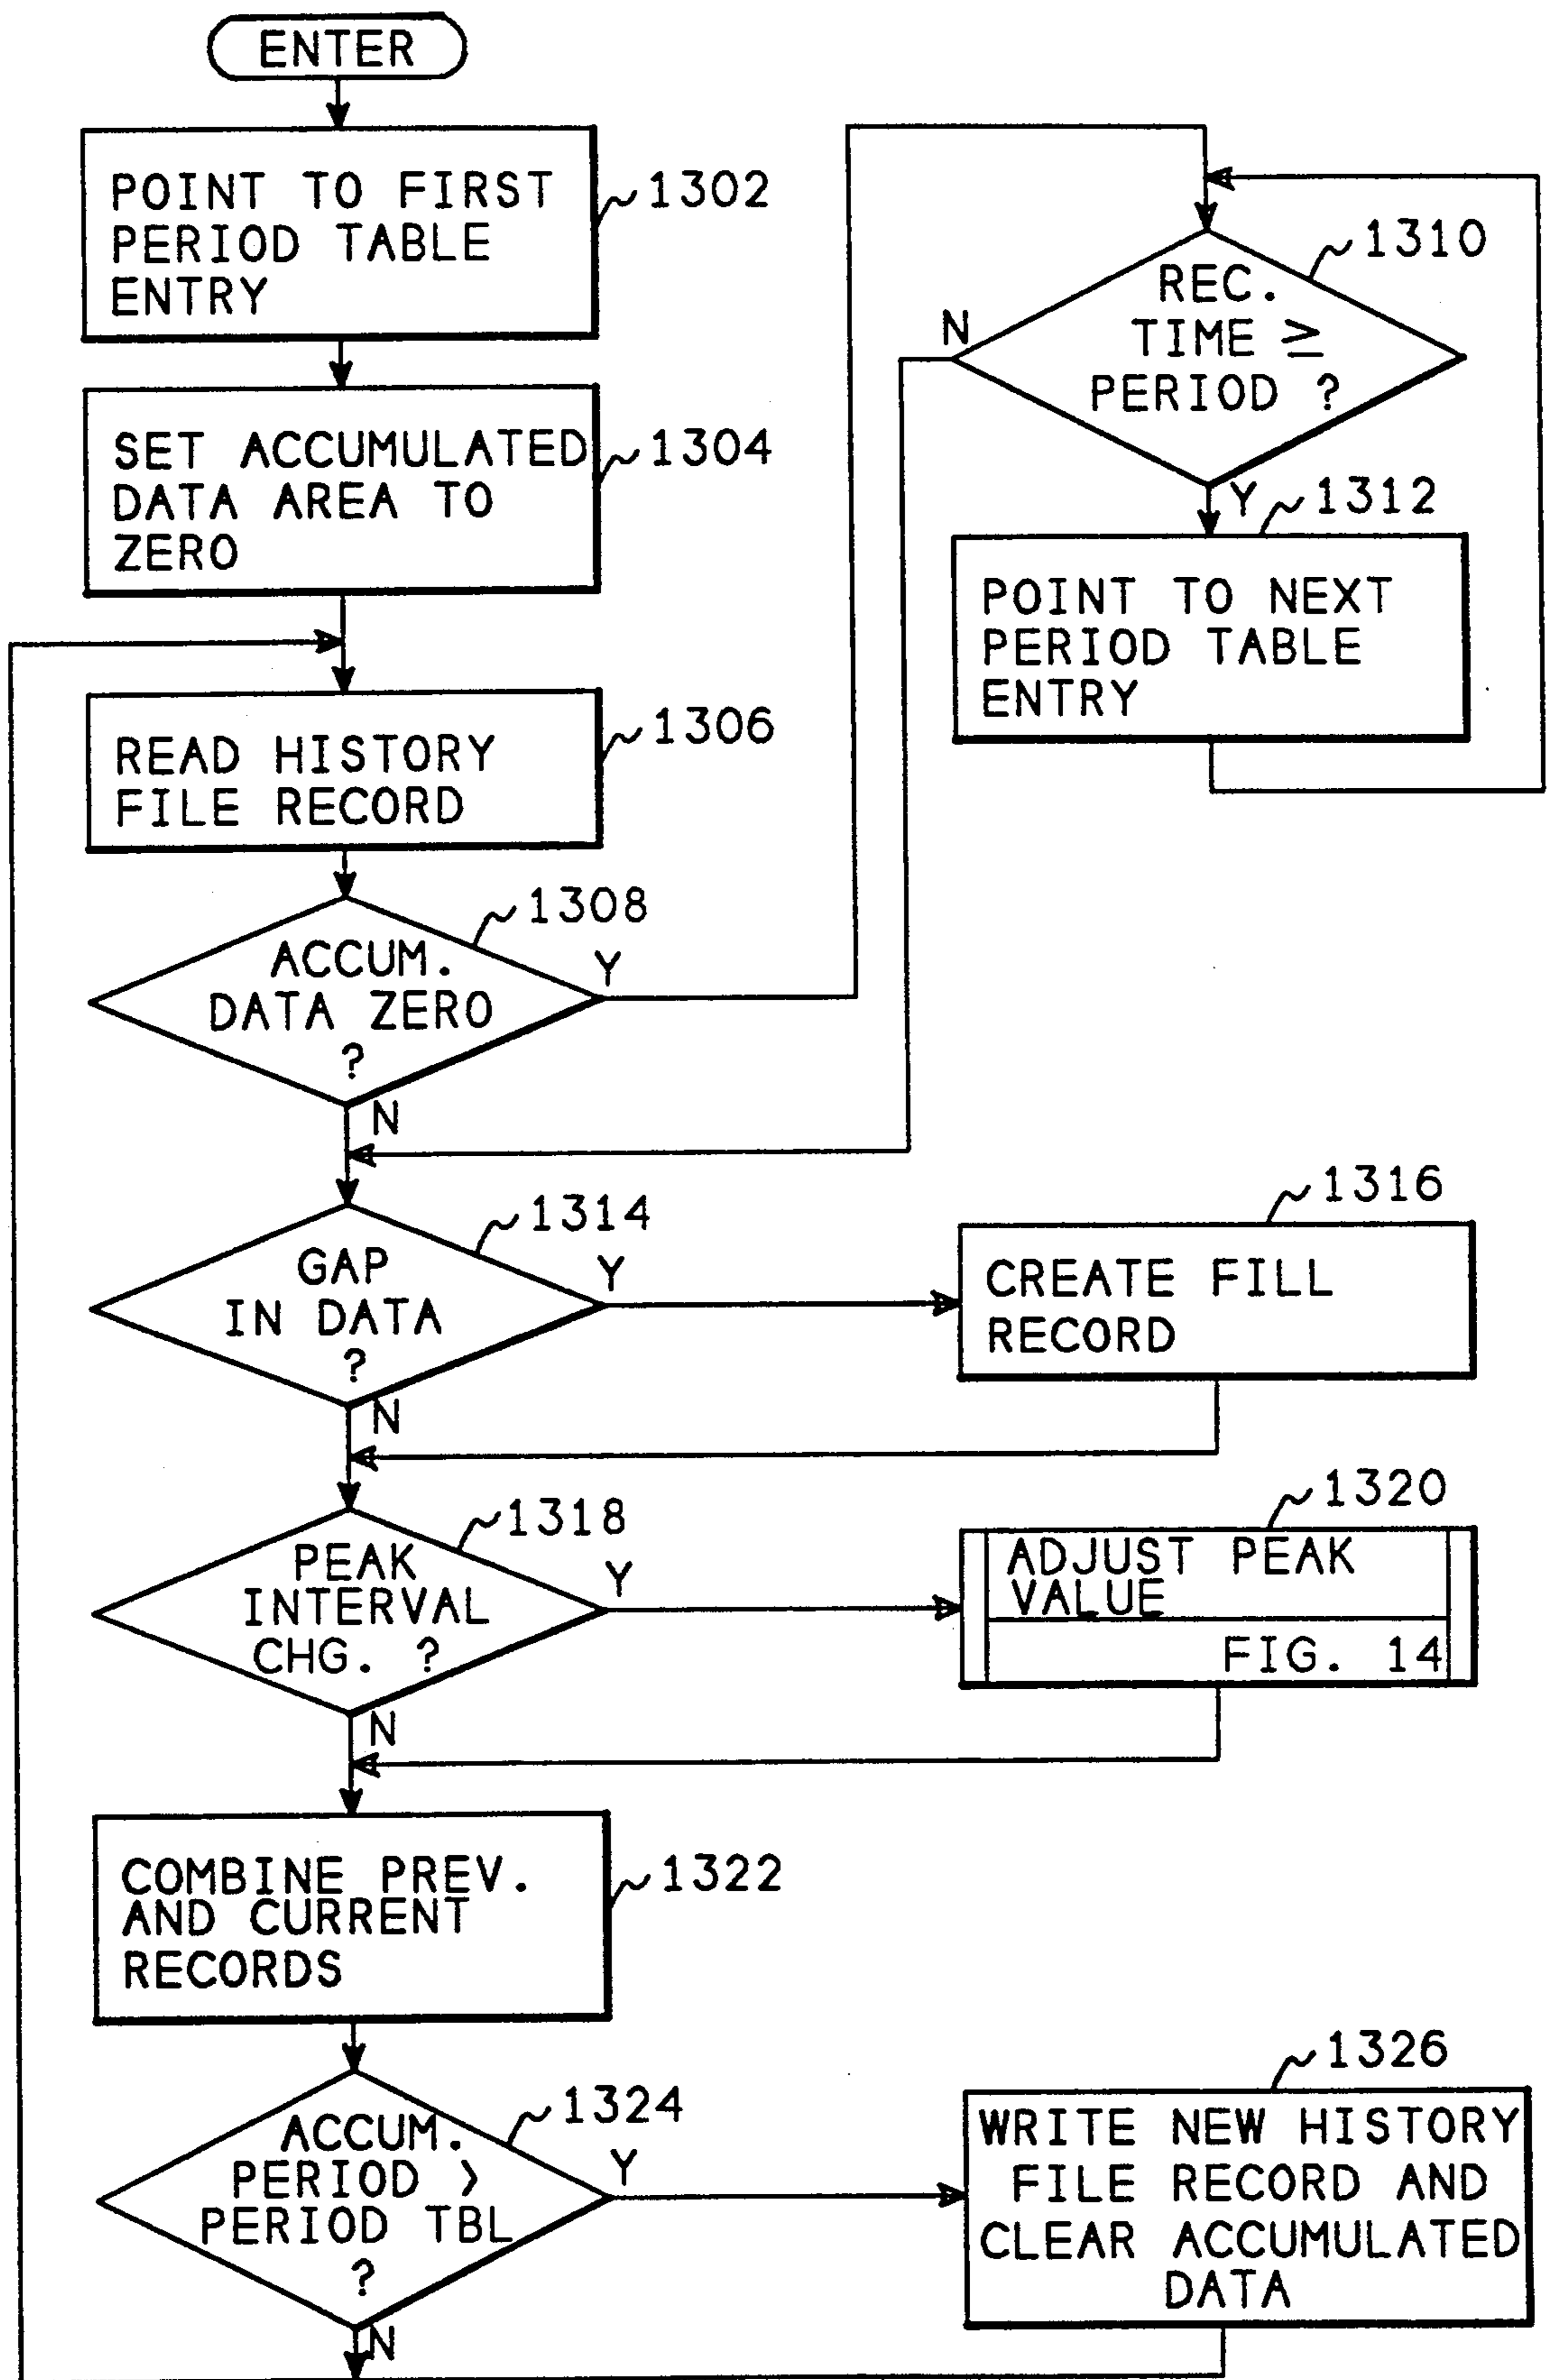 ENTER
POINT TO FIRST
PERIOD TABLE
ENTRY
1302
SET ACCUMULATED
DATA AREA TO
ZERO
1304
READ HISTORY
FILE RECORD
1306
ACCUM.
DATA ZERO
?
1308
Y
N
REC.
TIME ≥
PERIOD ?
1310
N
Y
1312
POINT TO NEXT
PERIOD TABLE
ENTRY
GAP
IN DATA
?
1314
Y
N
1316
CREATE FILL
RECORD
PEAK
INTERVAL
CHG. ?
1318
Y
N
1320
ADJUST PEAK
VALUE
FIG. 14
COMBINE PREV.
AND CURRENT
RECORDS
1322
ACCUM.
PERIOD >
PERIOD TBL
?
1324
Y
N
1326
WRITE NEW HISTORY
FILE RECORD AND
CLEAR ACCUMULATED
DATA